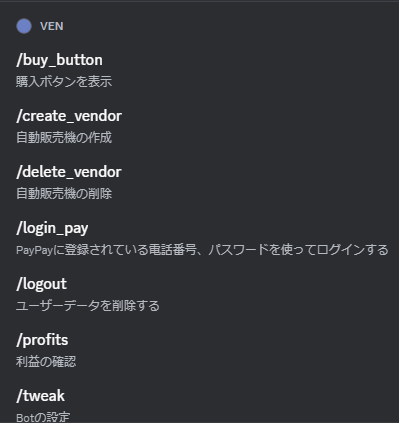 VEN
/buy_button
購入ボタンを表示
/create_vendor
自動販売機の作成
/delete_vendor
自動販売機の削除
/login_pay
PayPayに登録されている電話番号、パスワードを使ってログインする
/logout
ユーザーデータを削除する
/profits
利益の確認
/tweak
Botの設定